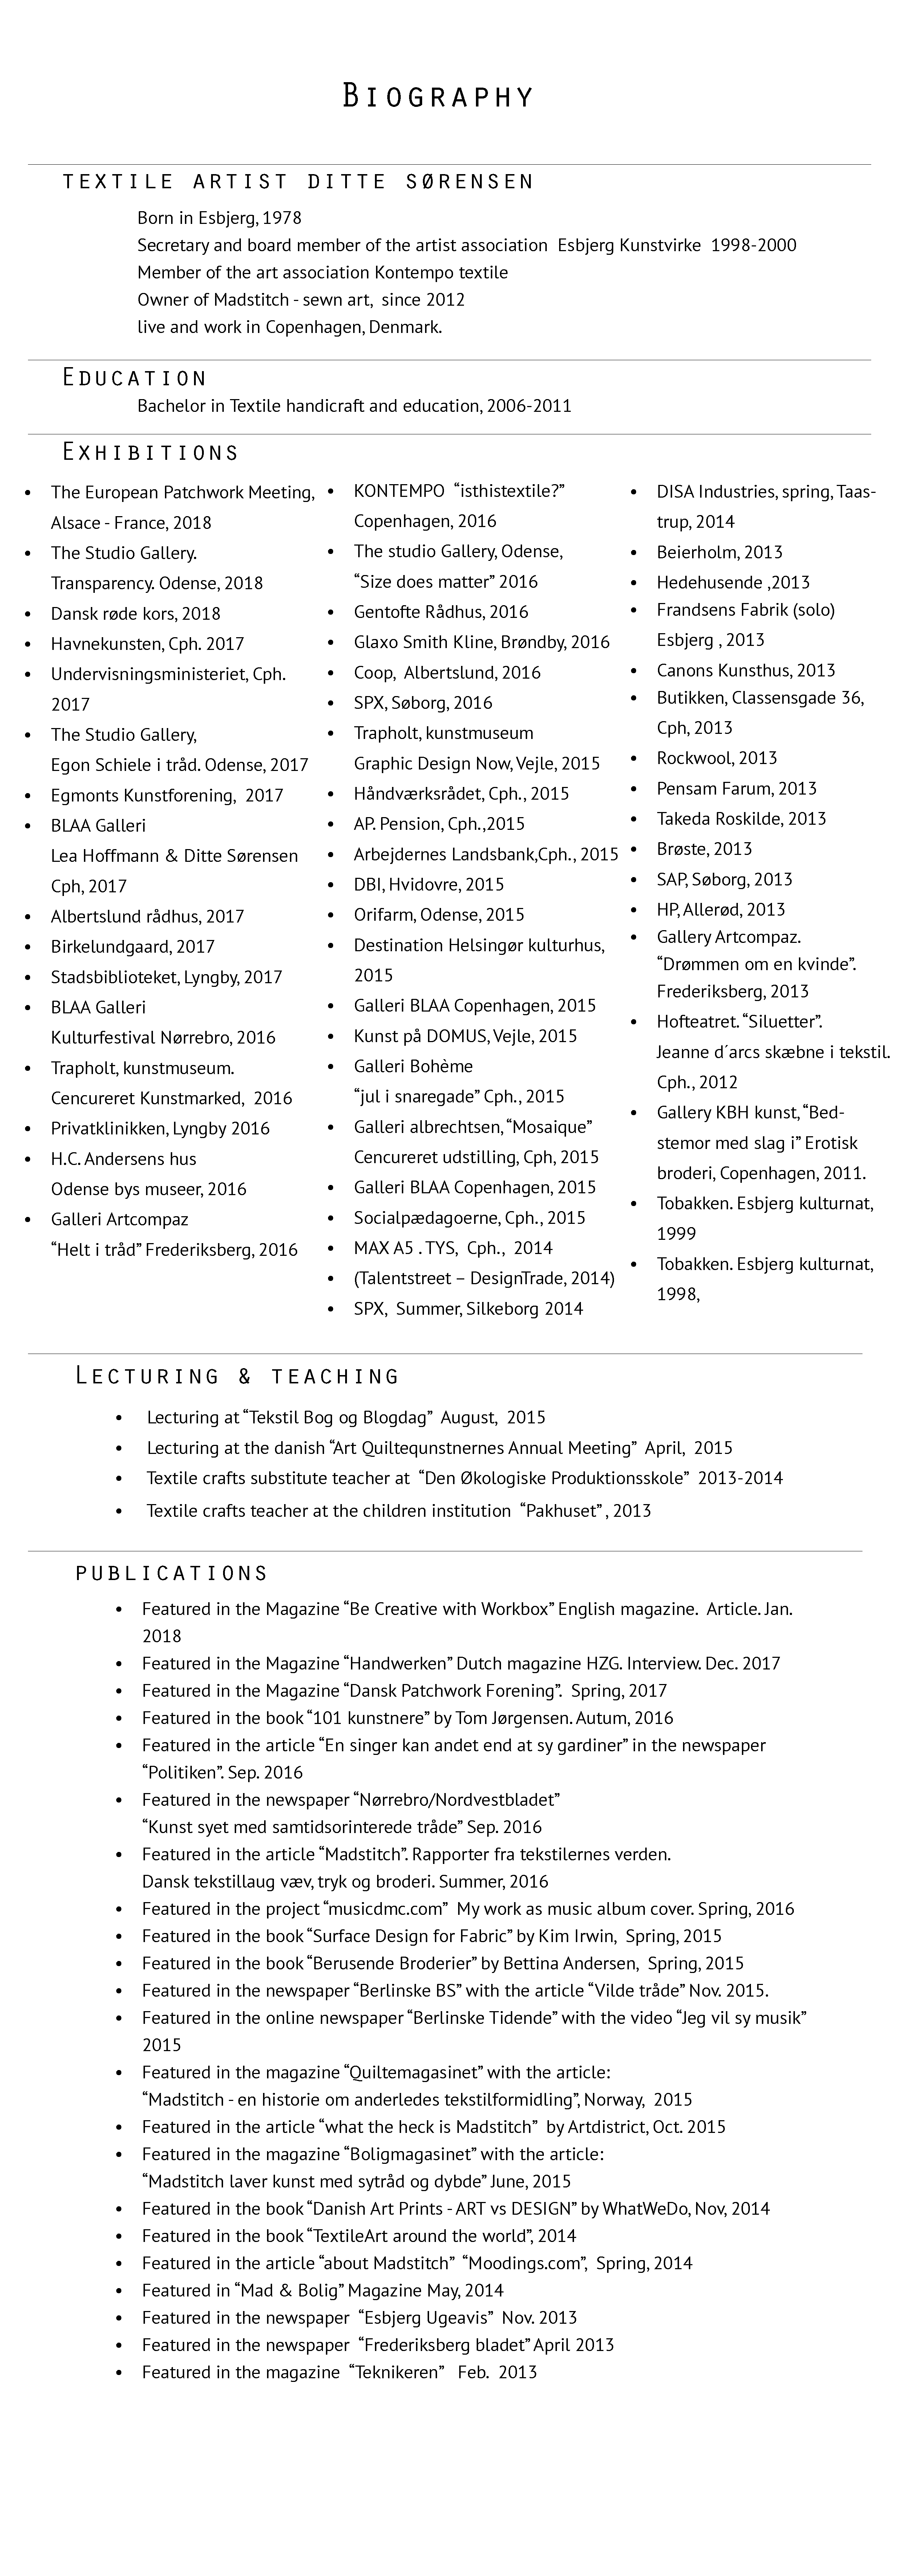 Biography
TEXTILE ARTIST DITTE SØRENSEN
Born in Esbjerg, 1978
Secretary and board member of the artist association Esbjerg Kunstvirke 1998-2000
Member of the art association Kontempo textile
Owner of Madstitch - sewn art, since 2012
live and work in Copenhagen, Denmark.
Education
Bachelor in Textile handicraft and education, 2006-2011
Exhibitions
• The European Patchwork Meeting,
Alsace - France, 2018
• The Studio Gallery.
Transparency. Odense, 2018
• Dansk røde kors, 2018
• Havnekunsten, Cph. 2017
• Undervisningsministeriet, Cph.
2017
• The Studio Gallery,
Egon Schiele i tråd. Odense, 2017
• Egmonts Kunstforening, 2017
• BLAA Galleri
Lea Hoffmann & Ditte Sørensen
Cph, 2017
• Albertslund rådhus, 2017
• Birkelundgaard, 2017
• Stadsbiblioteket, Lyngby, 2017
• BLAA Galleri
Kulturfestival Nørrebro, 2016
• Trapholt, kunstmuseum.
Cencureret Kunstmarked, 2016
• Privatklinikken, Lyngby 2016
• H.C. Andersens hus
Odense bys museer, 2016
• Galleri Artcompaz
“Helt i tråd” Frederiksberg, 2016
• KONTEMPO “isthistextile?”
Copenhagen, 2016
• The studio Gallery, Odense,
“Size does matter” 2016
• Gentofte Rådhus, 2016
• Glaxo Smith Kline, Brøndby, 2016
• Coop, Albertslund, 2016
• SPX, Søborg, 2016
• Trapholt, kunstmuseum
Graphic Design Now, Vejle, 2015
• Håndværksrådet, Cph., 2015
• AP. Pension, Cph.,2015
• Arbejdernes Landsbank,Cph., 2015
• DBI, Hvidovre, 2015
• Orifarm, Odense, 2015
• Destination Helsingør kulturhus,
2015
• Galleri BLAA Copenhagen, 2015
• Kunst på DOMUS, Vejle, 2015
• Galleri Bohème
“jul i snaregade” Cph., 2015
• Galleri albrechtsen, “Mosaique”
Cencureret udstilling, Cph, 2015
• Galleri BLAA Copenhagen, 2015
• Socialpædagoerne, Cph., 2015
• MAX A5 . TYS, Cph., 2014
• (Talentstreet – DesignTrade, 2014)
• SPX, Summer, Silkeborg 2014
• DISA Industries, spring, Taas-
trup, 2014
• Beierholm, 2013
• Hedehusende ,2013
• Frandsens Fabrik (solo)
Esbjerg , 2013
• Canons Kunsthus, 2013
• Butikken, Classensgade 36,
Cph, 2013
• Rockwool, 2013
• Pensam Farum, 2013
• Takeda Roskilde, 2013
• Brøste, 2013
• SAP, Søborg, 2013
• HP, Allerød, 2013
• Gallery Artcompaz.
“Drømmen om en kvinde”.
Frederiksberg, 2013
• Hofteatret. “Siluetter”.
Jeanne d´arcs skæbne i tekstil.
Cph., 2012
• Gallery KBH kunst, “Bed-
stemor med slag i” Erotisk
broderi, Copenhagen, 2011.
• Tobakken. Esbjerg kulturnat,
1999
• Tobakken. Esbjerg kulturnat,
1998,
Lecturing & teaching
• Lecturing at “Tekstil Bog og Blogdag” August, 2015
• Lecturing at the danish “Art Quiltequnstnernes Annual Meeting” April, 2015
• Textile crafts substitute teacher at “Den Økologiske Produktionsskole” 2013-2014
• Textile crafts teacher at the children institution “Pakhuset” , 2013
PUBLICATIONS
• Featured in the Magazine “Be Creative with Workbox” English magazine. Article. Jan.
2018
• Featured in the Magazine “Handwerken” Dutch magazine HZG. Interview. Dec. 2017
• Featured in the Magazine “Dansk Patchwork Forening”. Spring, 2017
• Featured in the book “101 kunstnere” by Tom Jørgensen. Autum, 2016
• Featured in the article “En singer kan andet end at sy gardiner” in the newspaper
“Politiken”. Sep. 2016
• Featured in the newspaper “Nørrebro/Nordvestbladet”
“Kunst syet med samtidsorinterede tråde” Sep. 2016
• Featured in the article “Madstitch”. Rapporter fra tekstilernes verden.
Dansk tekstillaug væv, tryk og broderi. Summer, 2016
• Featured in the project “musicdmc.com” My work as music album cover. Spring, 2016
• Featured in the book “Surface Design for Fabric” by Kim Irwin, Spring, 2015
• Featured in the book “Berusende Broderier” by Bettina Andersen, Spring, 2015
• Featured in the newspaper “Berlinske BS” with the article “Vilde tråde” Nov. 2015.
• Featured in the online newspaper “Berlinske Tidende” with the video “Jeg vil sy musik”
2015
• Featured in the magazine “Quiltemagasinet” with the article:
“Madstitch - en historie om anderledes tekstilformidling”, Norway, 2015
• Featured in the article “what the heck is Madstitch” by Artdistrict, Oct. 2015
• Featured in the magazine “Boligmagasinet” with the article:
“Madstitch laver kunst med sytråd og dybde” June, 2015
• Featured in the book “Danish Art Prints - ART vs DESIGN” by WhatWeDo, Nov, 2014
• Featured in the book “TextileArt around the world”, 2014
• Featured in the article “about Madstitch” “Moodings.com”, Spring, 2014
• Featured in “Mad & Bolig” Magazine May, 2014
• Featured in the newspaper “Esbjerg Ugeavis” Nov. 2013
• Featured in the newspaper “Frederiksberg bladet” April 2013
• Featured in the magazine “Teknikeren” Feb. 2013